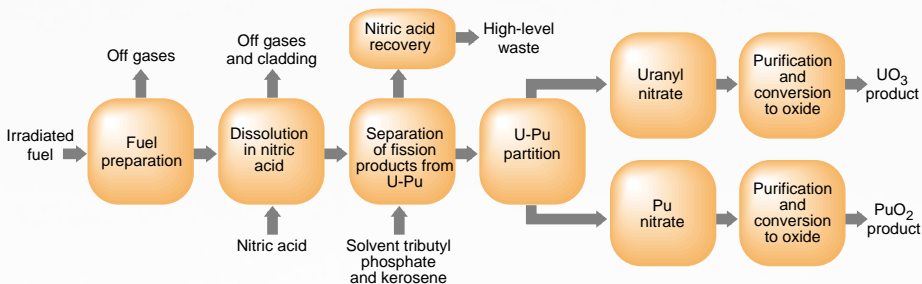 Irradiated
fuel
Off gases
Fuel
preparation
Off gases
and cladding
Dissolution
in nitric
acid
Nitric acid
Nitric acid
recovery
High-level
waste
Separation
of fission
products from
U-Pu
Solvent tributyl
phosphate
and kerosene
U-Pu
partition
Uranyl
nitrate
Purification
and
conversion
to oxide
UO3
product
Pu
nitrate
Purification
and
conversion
to oxide
PuO2
product